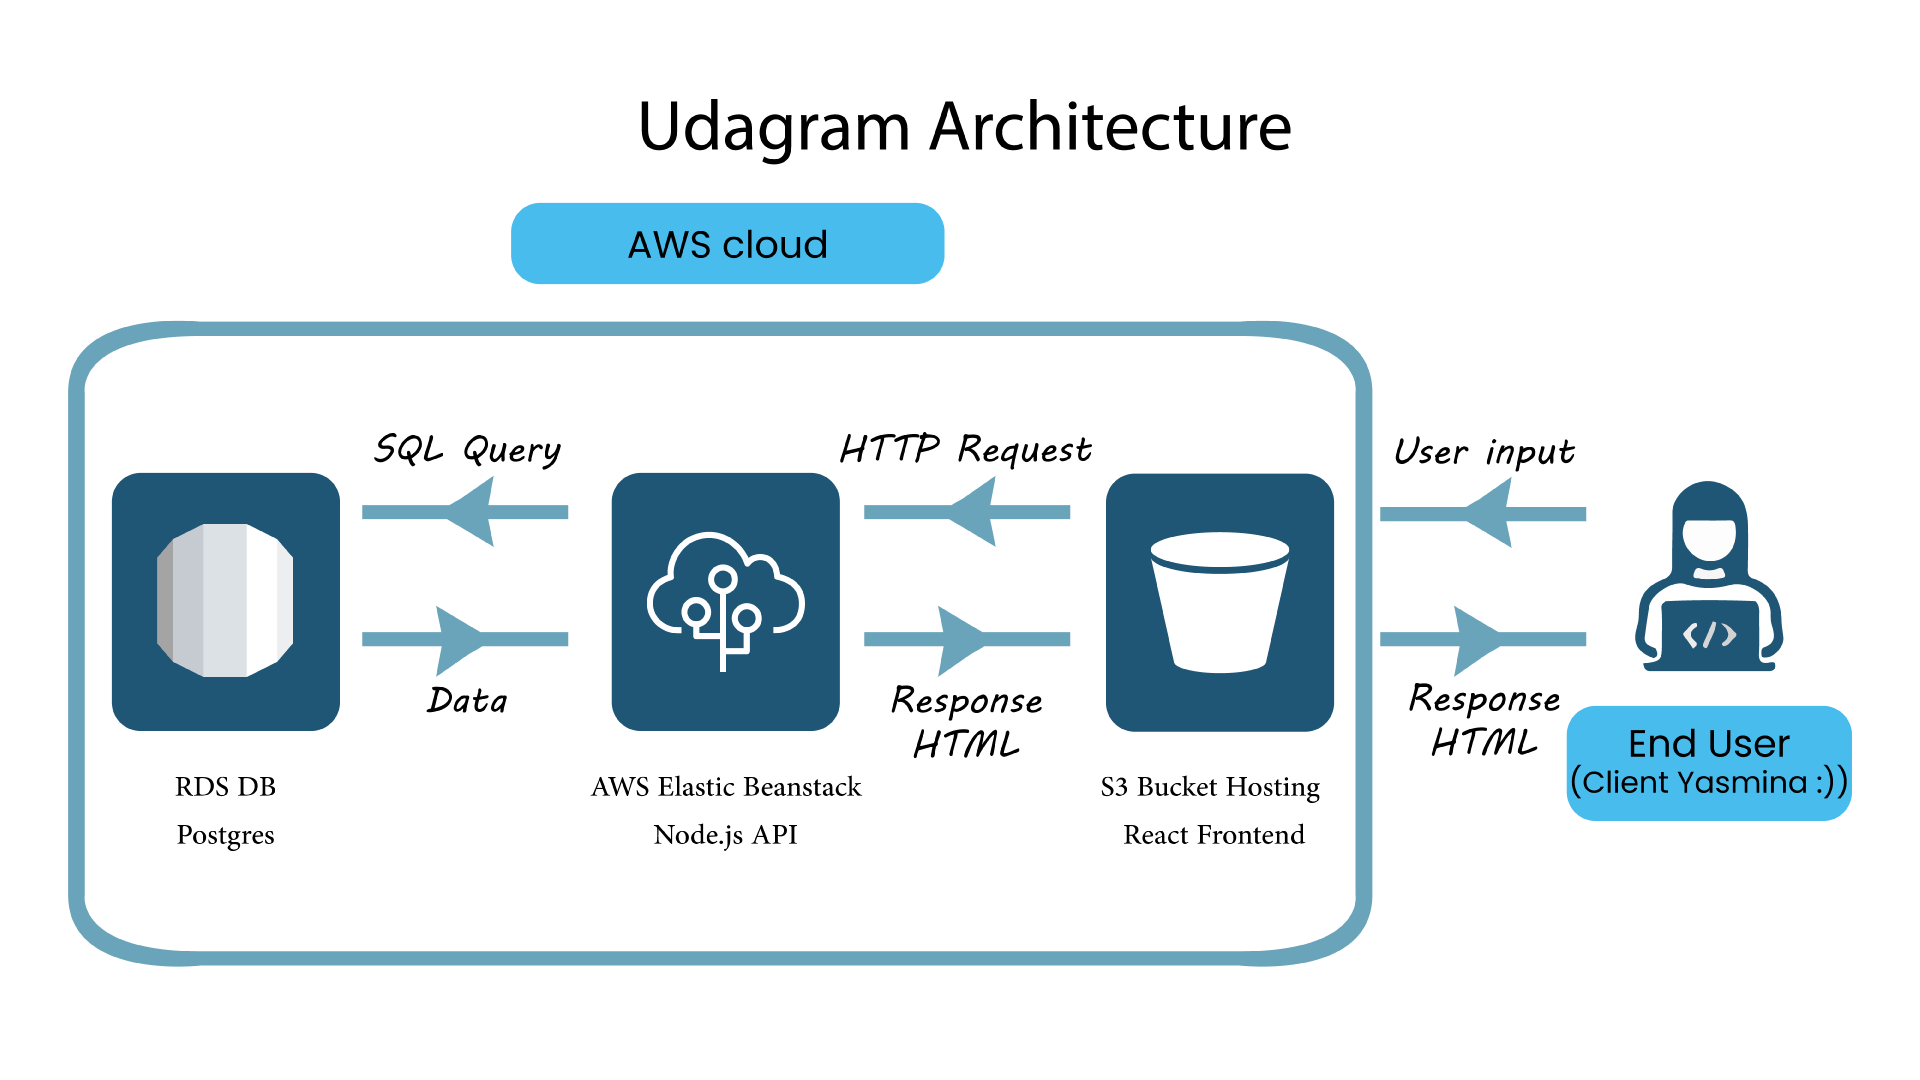 Udagram Architecture
AWS cloud
SQL Query
HTTP Request
User input
Data
Response
HTML
Response
HTML
</>
RDS DB
Postgres
AWS Elastic Beanstack
Node.js API
S3 Bucket Hosting
React Frontend
End User
(Client Yasmina :))